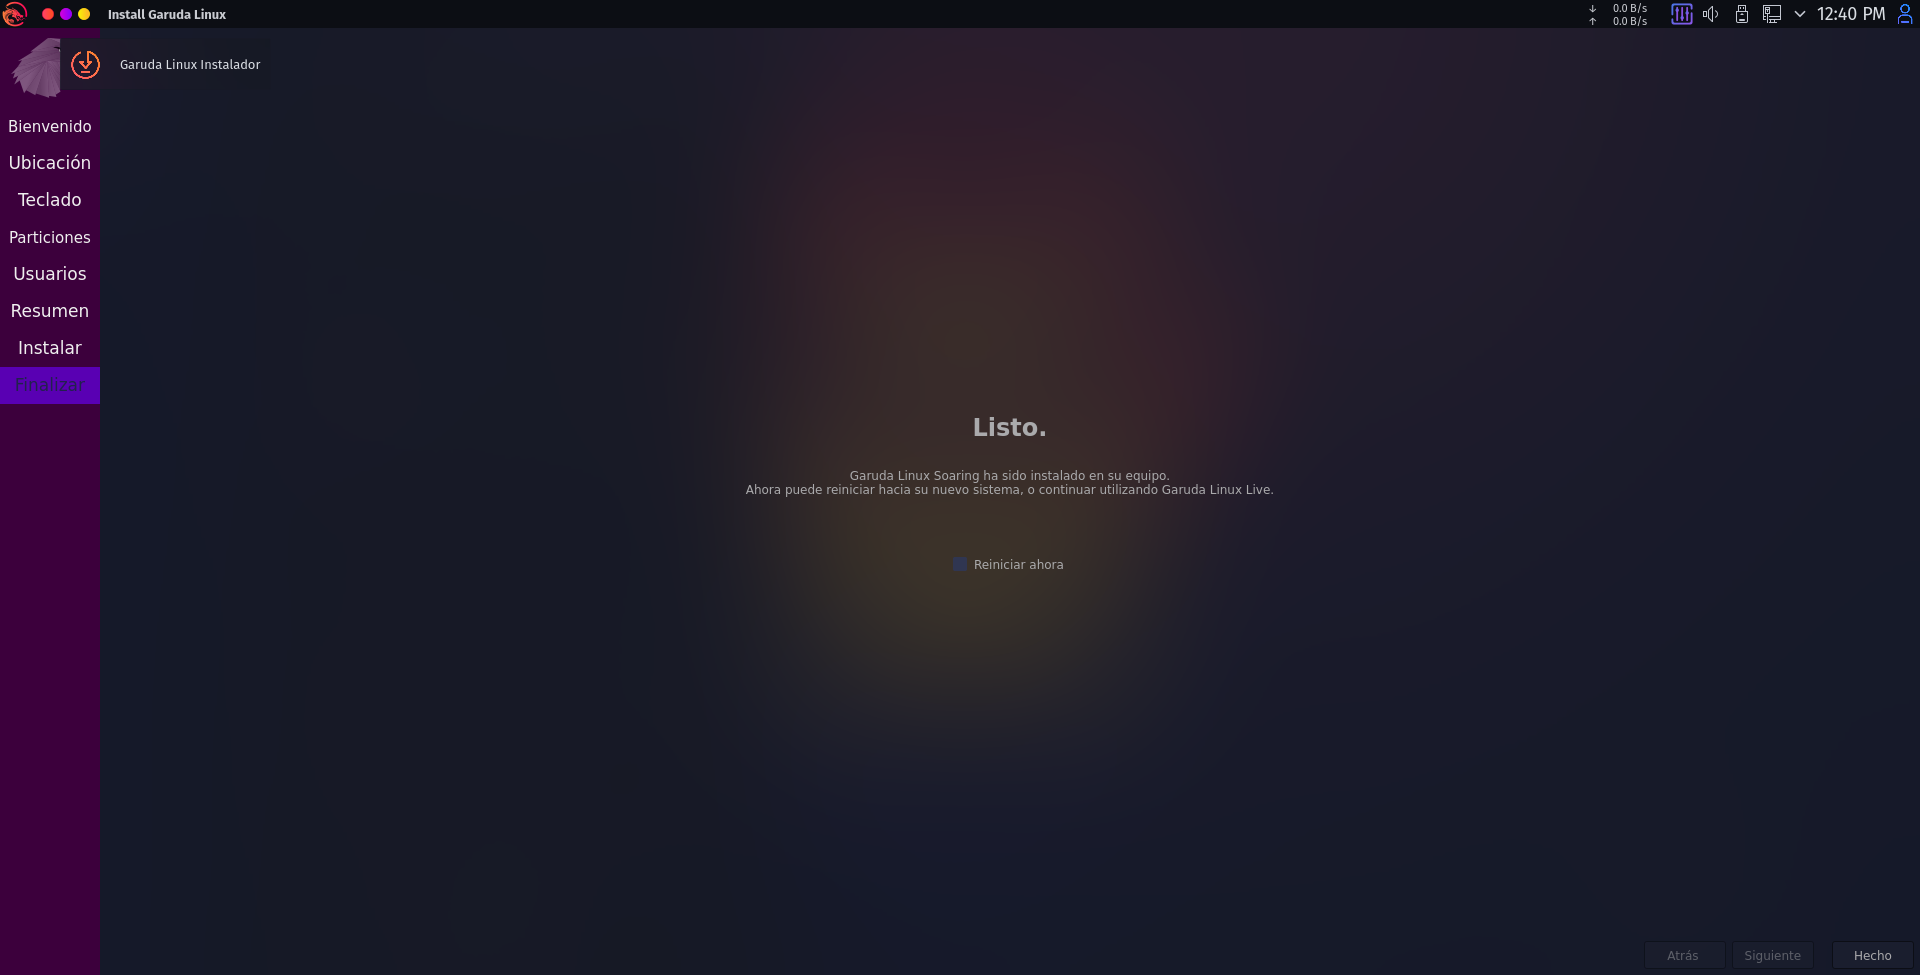 Install Garuda Linux
0.0 B/s
0.0 B/s
12:40 PM
Garuda Linux Instalador
Bienvenido
Ubicación
Teclado
Particiones
Usuarios
Resumen
Instalar
Finalizar
Listo.
Garuda Linux Soaring ha sido instalado en su equipo.
Ahora puede reiniciar hacia su nuevo sistema, o continuar utilizando Garuda Linux Live.
Reiniciar ahora
Atrás
Siguiente
Hecho